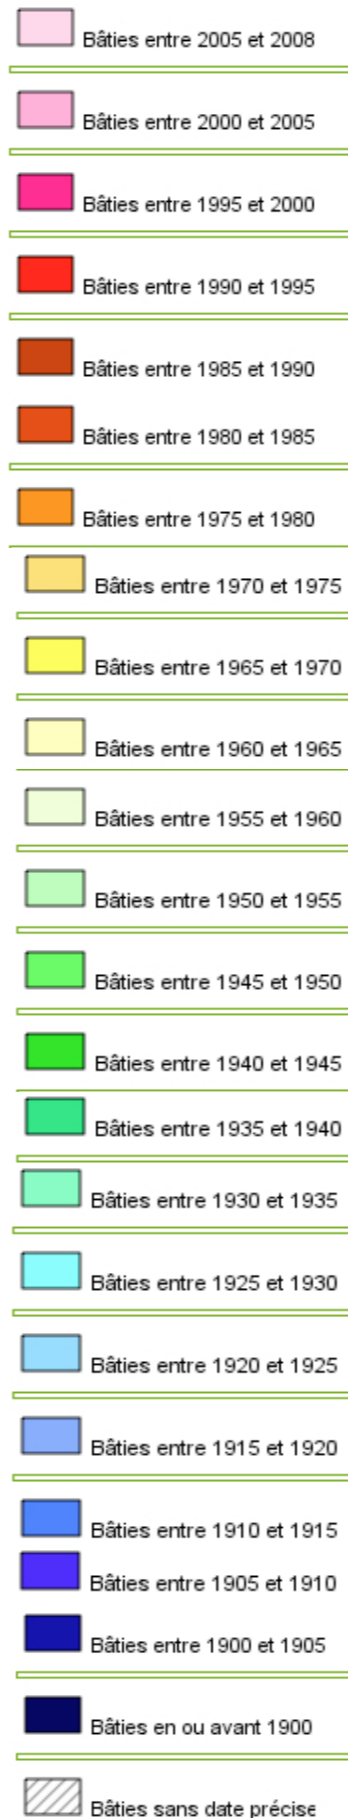 Bâties entre 2005 et 2008
Bâties entre 2000 et 2005
Bâties entre 1995 et 2000
Bâties entre 1990 et 1995
Bâties entre 1985 et 1990
Bâties entre 1980 et 1985
Bâties entre 1975 et 1980
Bâties entre 1970 et 1975
Bâties entre 1965 et 1970
Bâties entre 1960 et 1965
Bâties entre 1955 et 1960
Bâties entre 1950 et 1955
Bâties entre 1945 et 1950
Bâties entre 1940 et 1945
Bâties entre 1935 et 1940
Bâties entre 1930 et 1935
Bâties entre 1925 et 1930
Bâties entre 1920 et 1925
Bâties entre 1915 et 1920
Bâties entre 1910 et 1915
Bâties entre 1905 et 1910
Bâties entre 1900 et 1905
Bâties en ou avant 1900
Bâties sans date précise